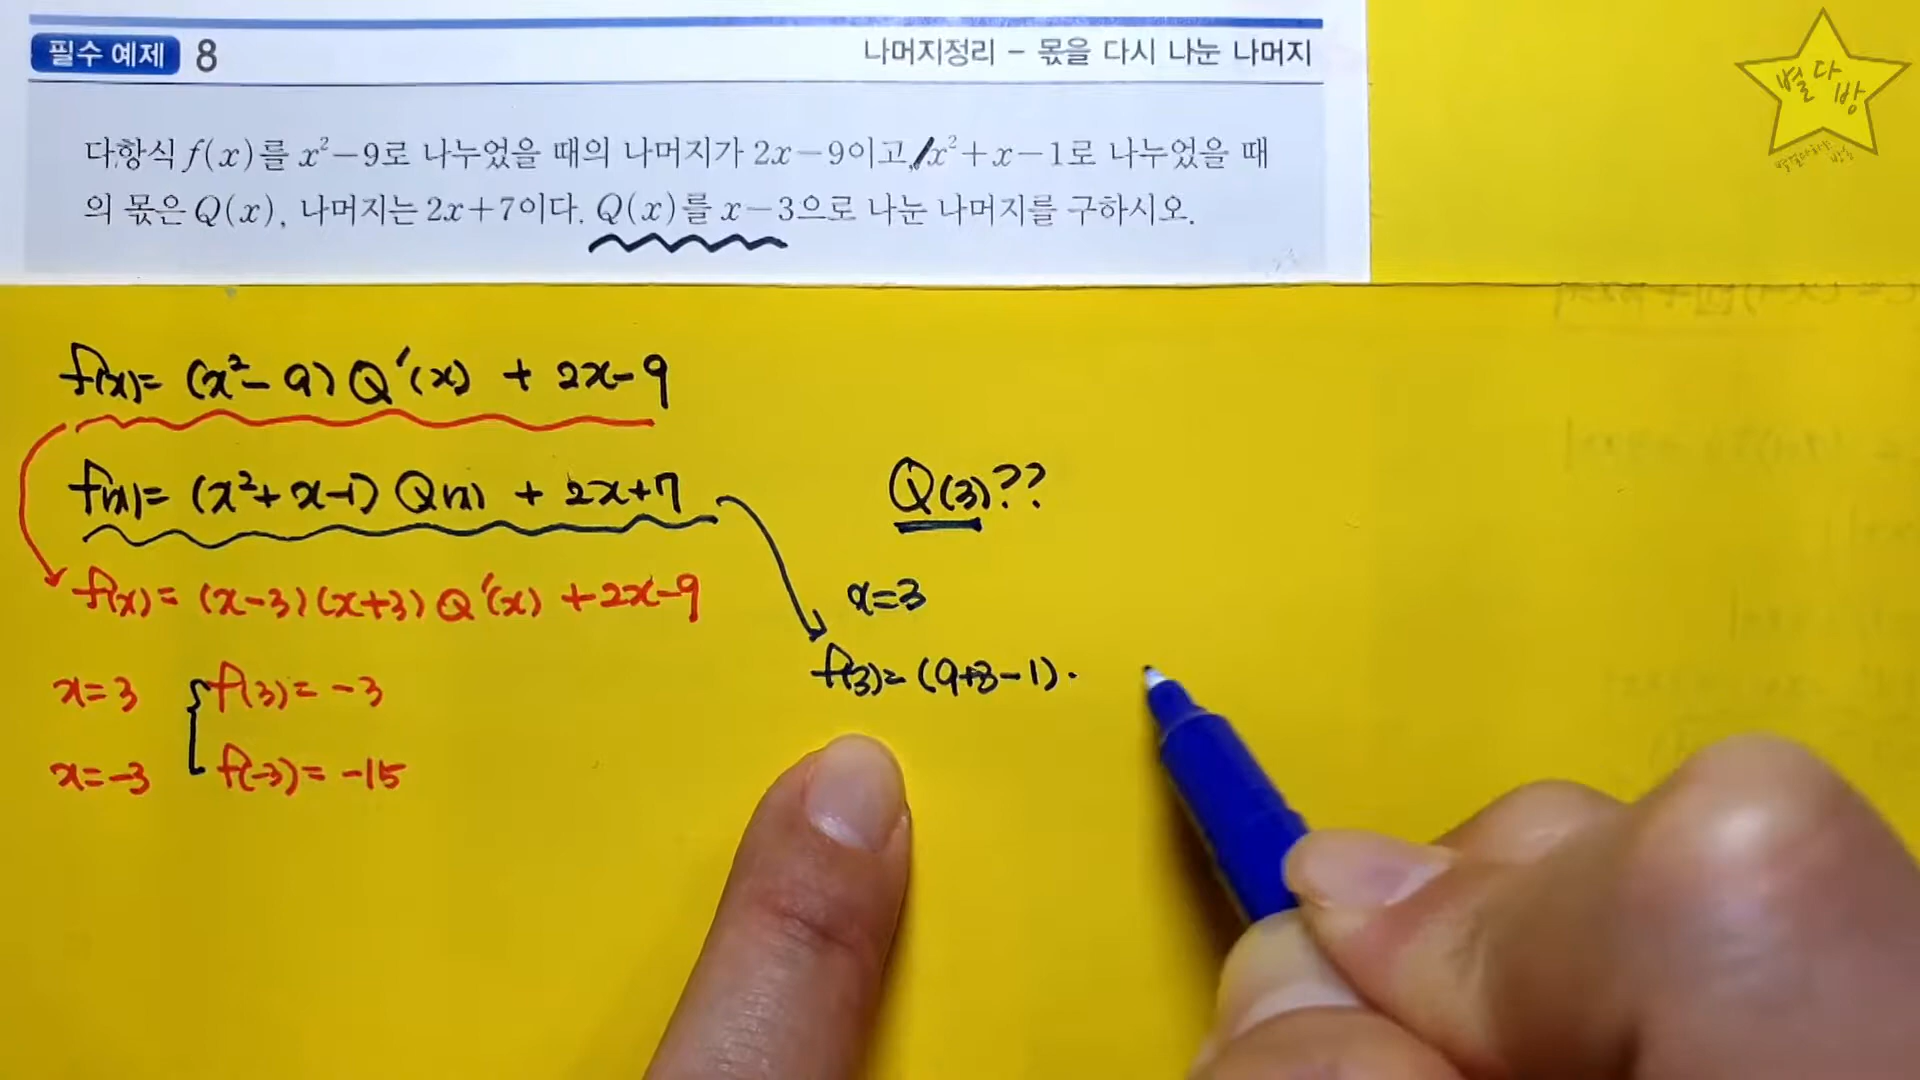 필수 예제 8
나머지정리 - 몫을 다시 나눈 나머지
별다방
다항식 f(x)를 x²-9로 나누었을 때의 나머지가 2x-9이고, x²+x-1로 나누었을 때
의 몫은 Q(x), 나머지는 2x+7이다. Q(x)를 x-3으로 나눈 나머지를 구하시오.
f(x)= (x²-9) Q'(x) + 2x-9
f(x)= (x²+x-1) Q(x) + 2x+7
Q(3)??
f(x)= (x-3)(x+3) Q'(x) +2x-9
x=3
f(3)= (9+3-1)·
x=3 f(3)= -3
x=-3 f(-3)= -15